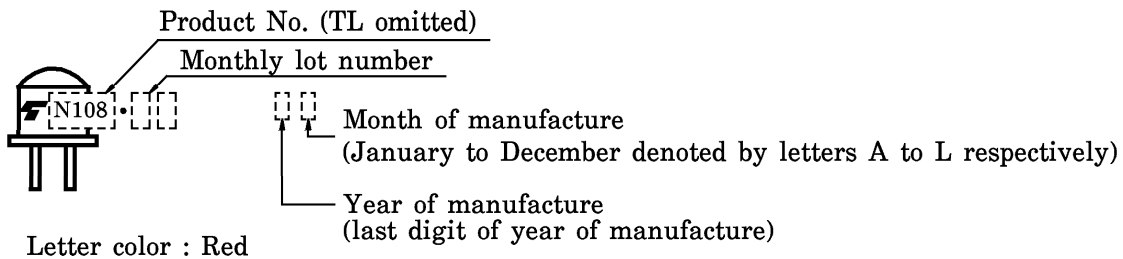 Product No. (TL omitted)
Monthly lot number
N108
Month of manufacture
(January to December denoted by letters A to L respectively)
Year of manufacture
(last digit of year of manufacture)
Letter color : Red